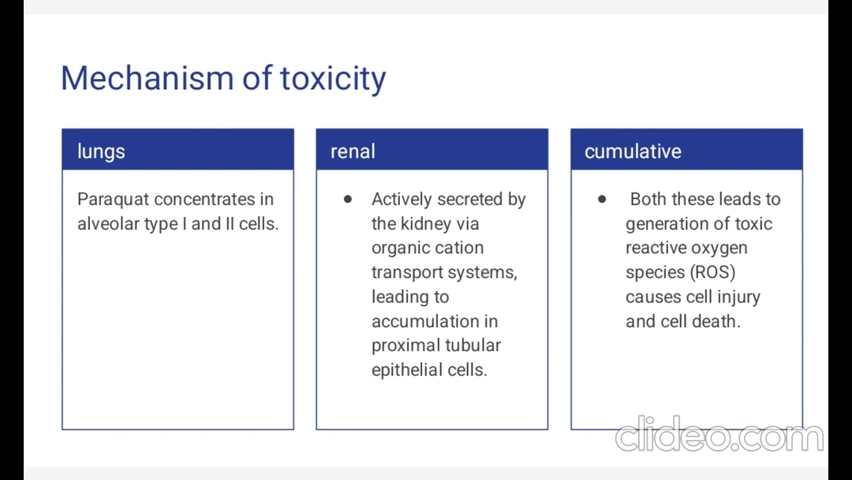 Mechanism of toxicity
lungs
Paraquat concentrates in
alveolar type I and II cells.
renal
● Actively secreted by
the kidney via
organic cation
transport systems,
leading to
accumulation in
proximal tubular
epithelial cells.
cumulative
● Both these leads to
generation of toxic
reactive oxygen
species (ROS)
causes cell injury
and cell death.
clideo.com